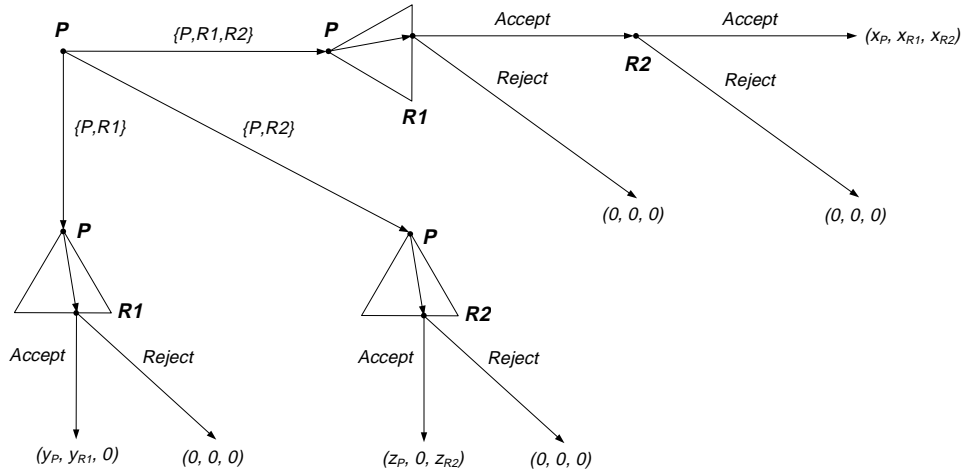 P
{P,R1,R2}
P
Accept
Accept
(x_P, x_R1, x_R2)
R2
Reject
Reject
R1
{P,R1}
{P,R2}
(0, 0, 0)
(0, 0, 0)
P
P
R1
R2
Accept
Reject
Accept
Reject
(y_P, y_R1, 0)
(0, 0, 0)
(z_P, 0, z_R2)
(0, 0, 0)